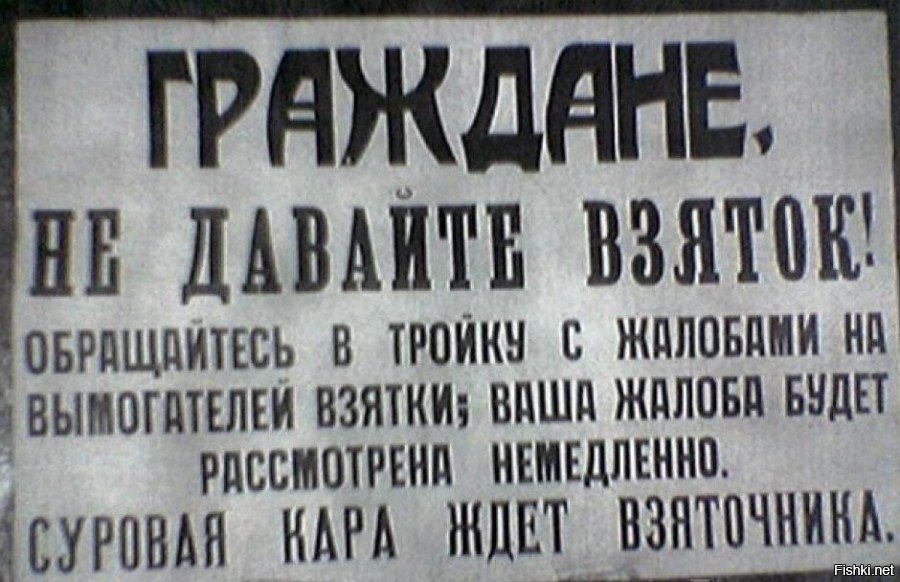 ГРАЖДАНЕ,
НЕ ДАВАЙТЕ ВЗЯТОК!
ОБРАЩАЙТЕСЬ В ТРОЙКУ С ЖАЛОБАМИ НА
ВЫМОГАТЕЛЕЙ ВЗЯТКИ; ВАША ЖАЛОБА БУДЕТ
РАССМОТРЕНА НЕМЕДЛЕННО.
СУРОВАЯ КАРА ЖДЕТ ВЗЯТОЧНИКА.
Fishki.net